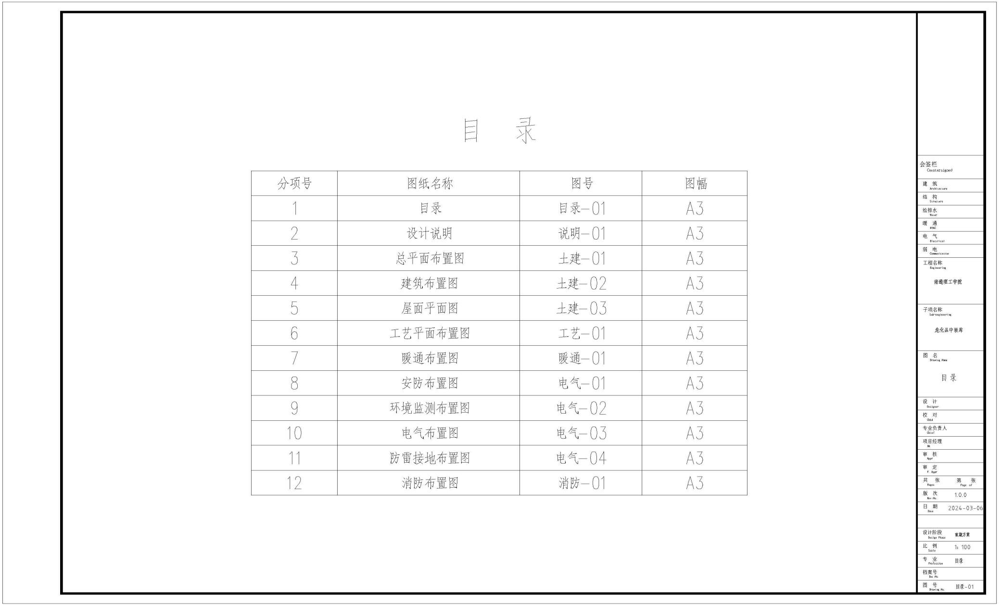 目 录
分项号 图纸名称 图号 图幅
1 目录 目录-01 A3
2 设计说明 说明-01 A3
3 总平面布置图 土建-01 A3
4 建筑布置图 土建-02 A3
5 屋面平面图 土建-03 A3
6 工艺平面布置图 工艺-01 A3
7 暖通布置图 暖通-01 A3
8 安防布置图 电气-01 A3
9 环境监测布置图 电气-02 A3
10 电气布置图 电气-03 A3
11 防雷接地布置图 电气-04 A3
12 消防布置图 消防-01 A3
会签栏
Countersigned
建 筑
Architecture
结 构
Structure
给排水
Water
暖 通
HVAC
电 气
Electrical
弱 电
Communication
工程名称
Engineering
南通理工学院
子项名称
Sub-engineering
危化品中转库
图 名
Drawing Name
目 录
设 计
Designer
校 对
Chkd
专业负责人
Chief
项目经理
PM
审 核
Appr
审 定
F. Appr
共 张 第 张
Pages Page of
版 次 1.0.0
Rev No.
日 期 2024-03-06
Date
设计阶段 前期方案
Design Phase
比 例 1: 100
Scale
专 业 目录
Profession
档案号
Doc No.
图 号 目录-01
Drawing No.